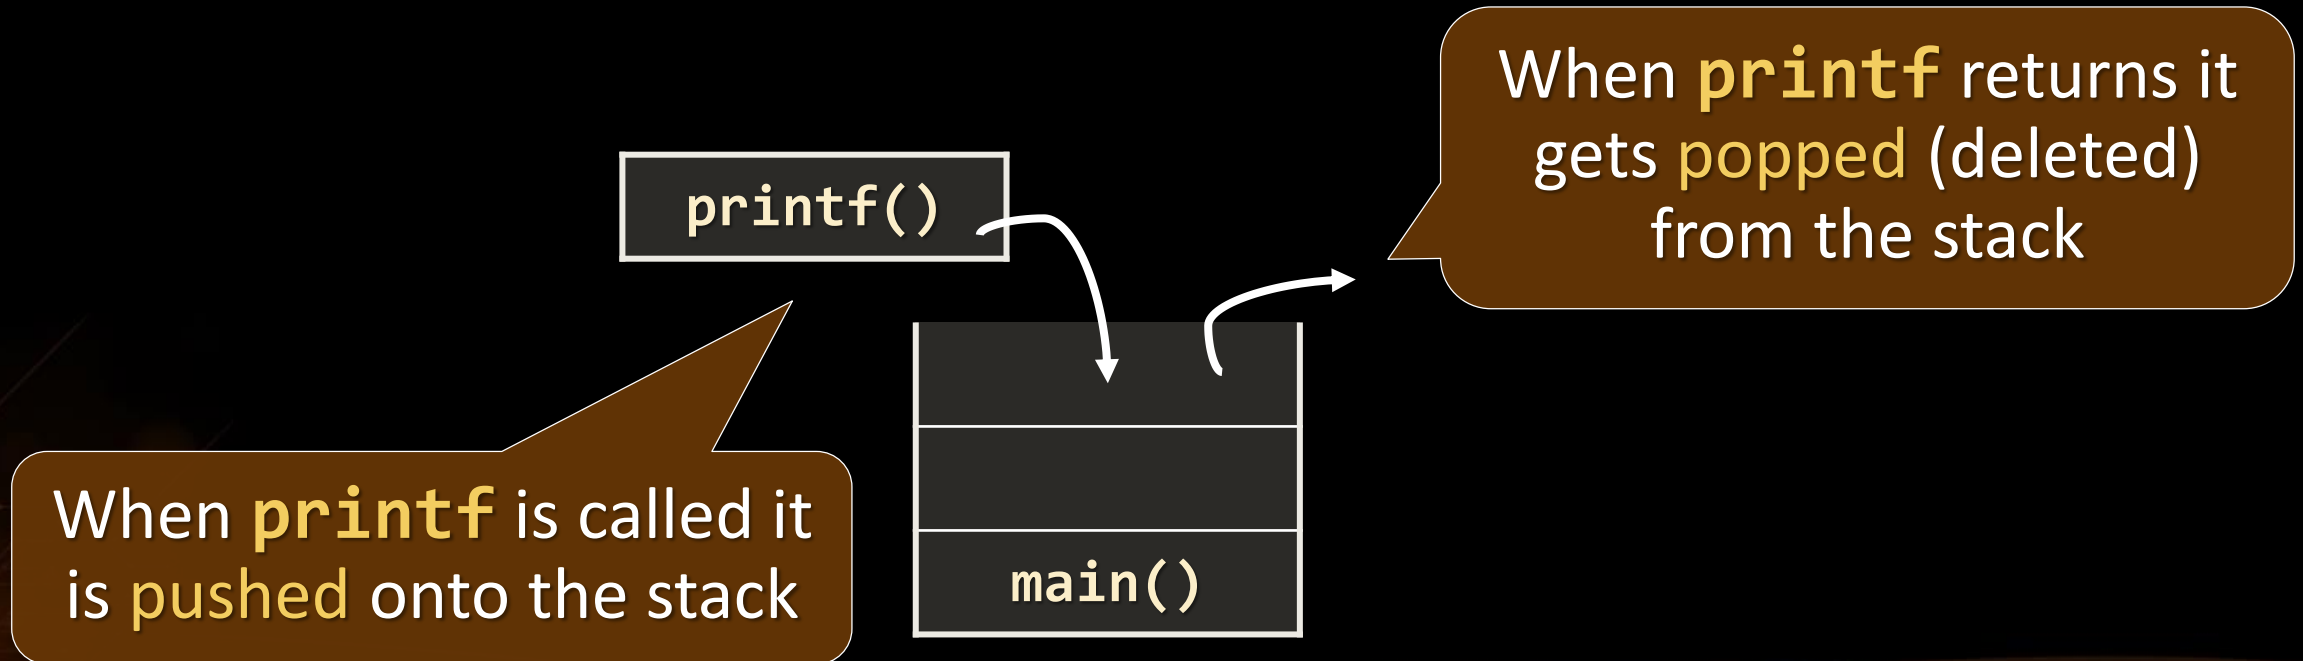 printf()
When printf returns it
gets popped (deleted)
from the stack
When printf is called it
is pushed onto the stack
main()